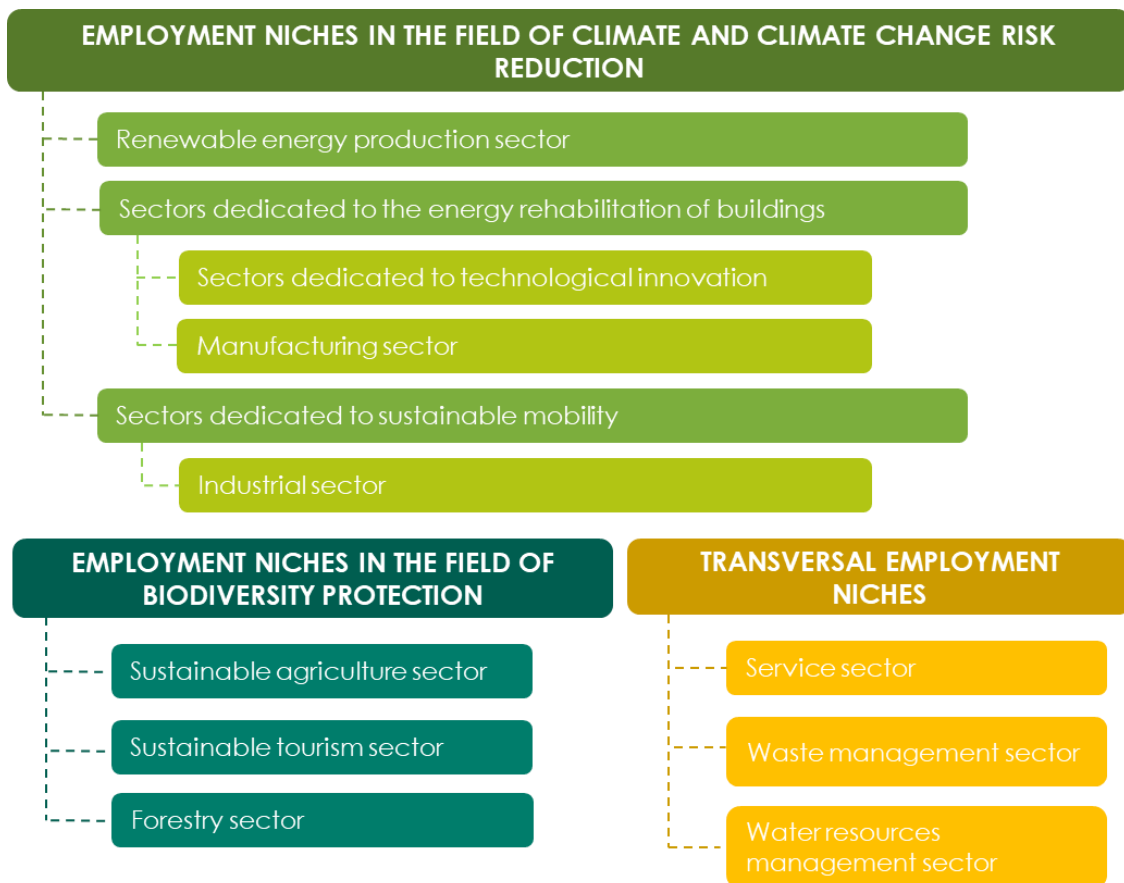 EMPLOYMENT NICHES IN THE FIELD OF CLIMATE AND CLIMATE CHANGE RISK
REDUCTION
Renewable energy production sector
Sectors dedicated to the energy rehabilitation of buildings
Sectors dedicated to technological innovation
Manufacturing sector
Sectors dedicated to sustainable mobility
Industrial sector
EMPLOYMENT NICHES IN THE FIELD OF
BIODIVERSITY PROTECTION
Sustainable agriculture sector
Sustainable tourism sector
Forestry sector
TRANSVERSAL EMPLOYMENT
NICHES
Service sector
Waste management sector
Water resources
management sector